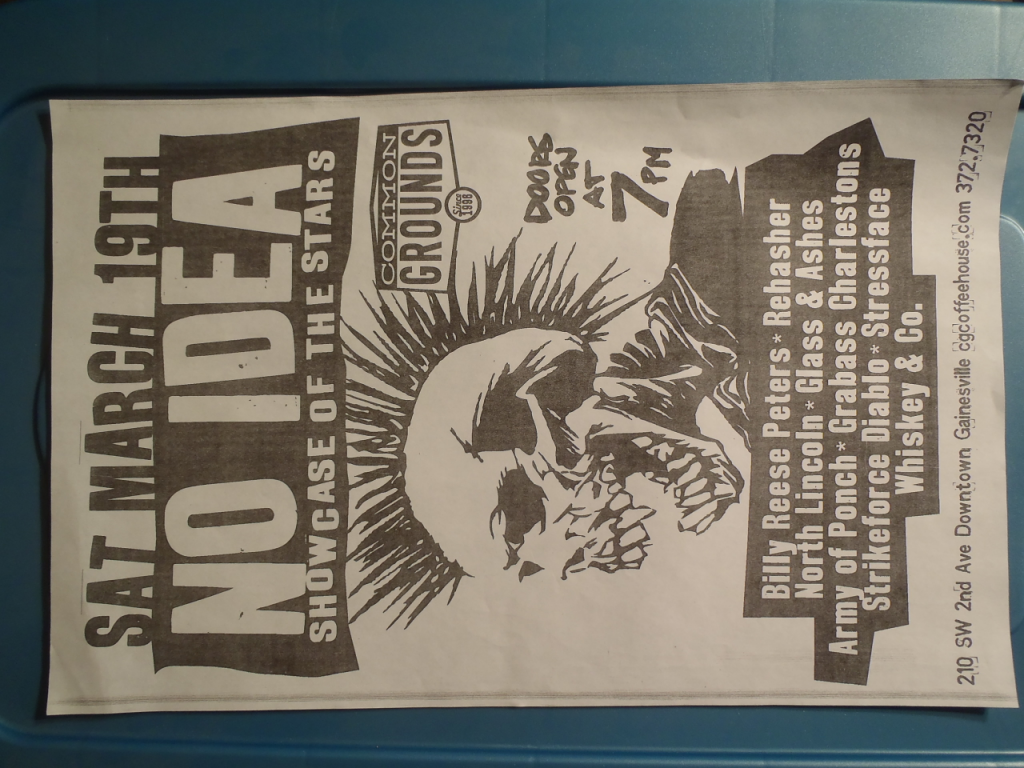 SAT MARCH 19TH
NO IDEA
SHOWCASE OF THE STARS
COMMON
GROUNDS
Since
1998
DOORS
OPEN
AT
7 PM
Billy Reese Peters * Rehasher
North Lincoln * Glass & Ashes
Army of Ponch * Grabass Charlestons
Strikeforce Diablo * Stressface
Whiskey & Co.
210 SW 2nd Ave Downtown Gainesville cgcoffeehouse.com 372.7320